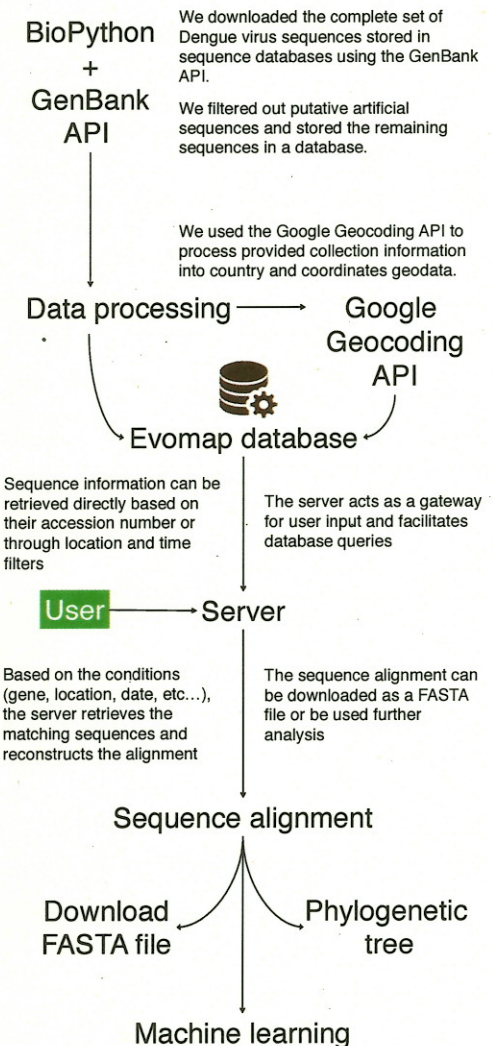 BioPython
+
GenBank
API
We downloaded the complete set of
Dengue virus sequences stored in
sequence databases using the GenBank
API.
We filtered out putative artificial
sequences and stored the remaining
sequences in a database.
We used the Google Geocoding API to
process provided collection information
into country and coordinates geodata.
Data processing
Google
Geocoding
API
Evomap database
Sequence information can be
retrieved directly based on
their accession number or
through location and time
filters
The server acts as a gateway
for user input and facilitates
database queries
User
Server
Based on the conditions
(gene, location, date, etc...),
the server retrieves the
matching sequences and
reconstructs the alignment
The sequence alignment can
be downloaded as a FASTA
file or be used further
analysis
Sequence alignment
Download
FASTA file
Phylogenetic
tree
Machine learning